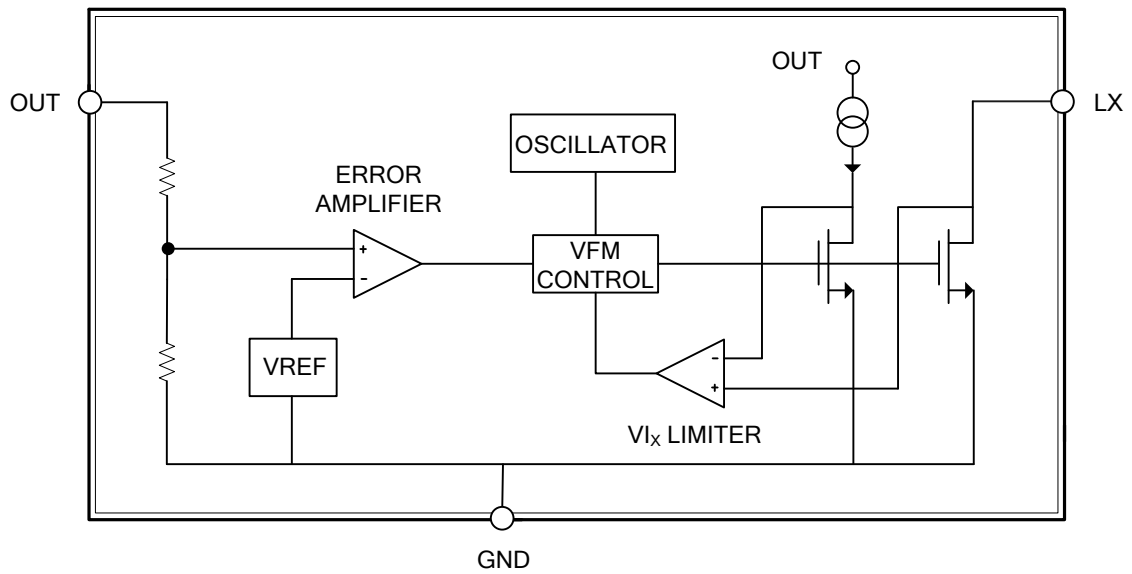 OUT
OUT
LX
OSCILLATOR
ERROR
AMPLIFIER
+
-
VFM
CONTROL
VREF
-
+
VIX LIMITER
GND